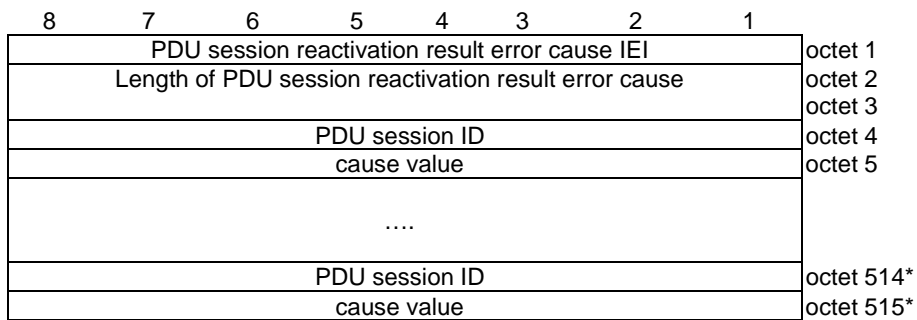 8 7 6 5 4 3 2 1
PDU session reactivation result error cause IEI octet 1
Length of PDU session reactivation result error cause octet 2
octet 3
PDU session ID octet 4
cause value octet 5
….
PDU session ID octet 514*
cause value octet 515*